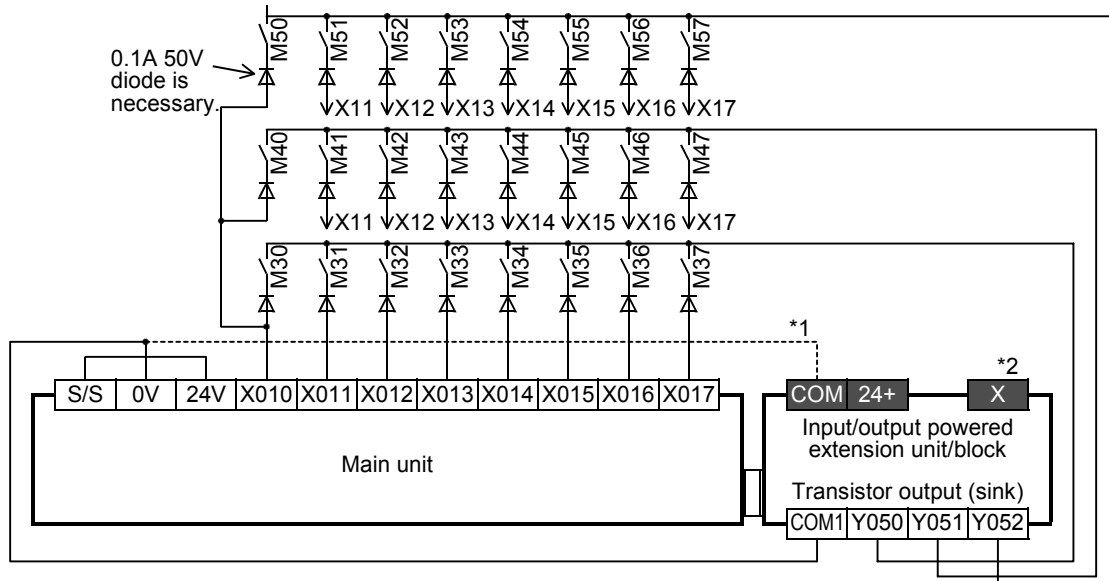 M50 M51 M52 M53 M54 M55 M56 M57
0.1A 50V
diode is
necessary.
X11 X12 X13 X14 X15 X16 X17
M40 M41 M42 M43 M44 M45 M46 M47
X11 X12 X13 X14 X15 X16 X17
M30 M31 M32 M33 M34 M35 M36 M37
*1
*2
S/S 0V 24V X010 X011 X012 X013 X014 X015 X016 X017
COM 24+ X
Input/output powered
extension unit/block
Main unit
Transistor output (sink)
COM1 Y050 Y051 Y052